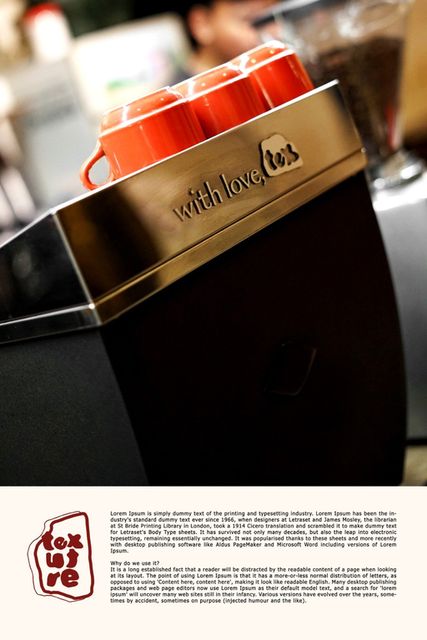 with love, tex
tex
tu
re
Lorem Ipsum is simply dummy text of the printing and typesetting industry. Lorem Ipsum has been the in-
dustry's standard dummy text ever since 1966, when designers at Letraset and James Mosley, the librarian
at St Bride Printing Library in London, took a 1914 Cicero translation and scrambled it to make dummy text
for Letraset's Body Type sheets. It has survived not only many decades, but also the leap into electronic
typesetting, remaining essentially unchanged. It was popularised thanks to these sheets and more recently
with desktop publishing software like Aldus PageMaker and Microsoft Word including versions of Lorem
Ipsum.
Why do we use it?
It is a long established fact that a reader will be distracted by the readable content of a page when looking
at its layout. The point of using Lorem Ipsum is that it has a more-or-less normal distribution of letters, as
opposed to using 'Content here, content here', making it look like readable English. Many desktop publishing
packages and web page editors now use Lorem Ipsum as their default model text, and a search for 'lorem
ipsum' will uncover many web sites still in their infancy. Various versions have evolved over the years, some-
times by accident, sometimes on purpose (injected humour and the like).